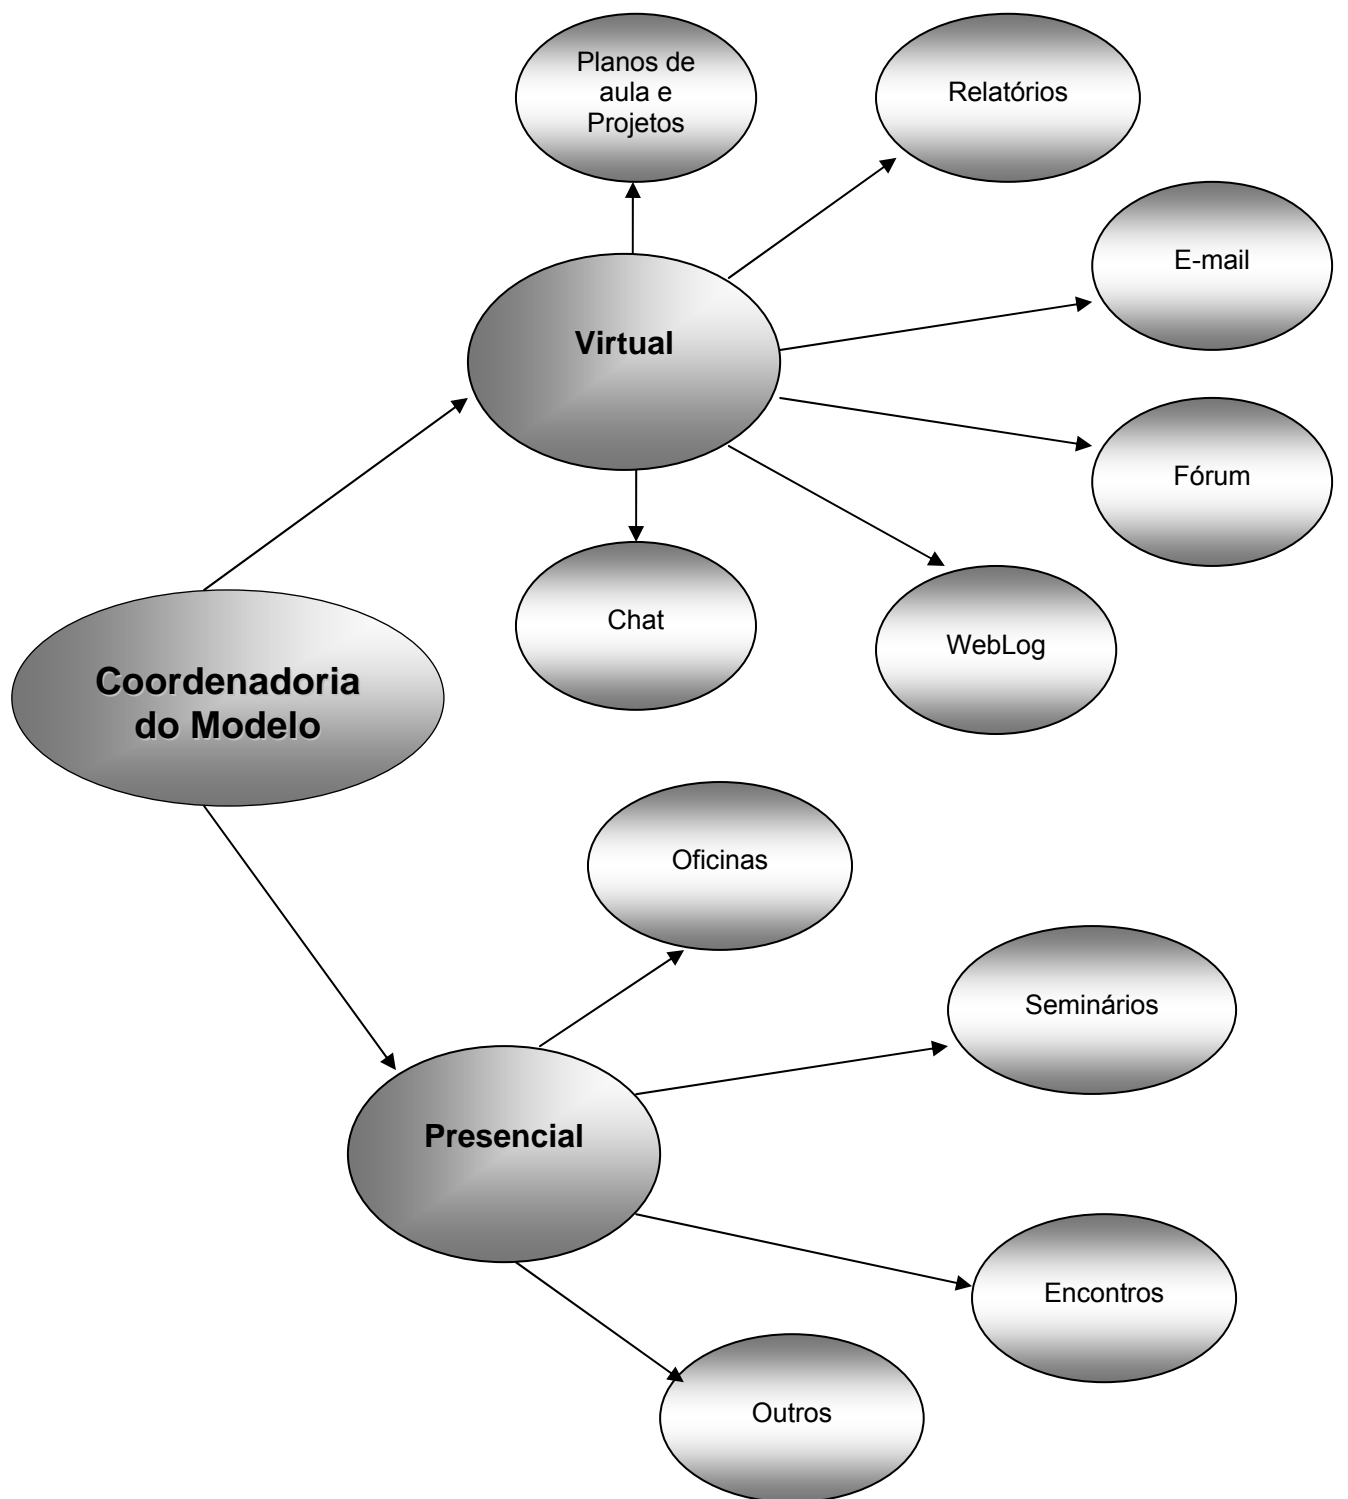 Planos de
aula e
Projetos
Relatórios
E-mail
Virtual
Fórum
Chat
WebLog
Coordenadoria
do Modelo
Oficinas
Seminários
Presencial
Encontros
Outros